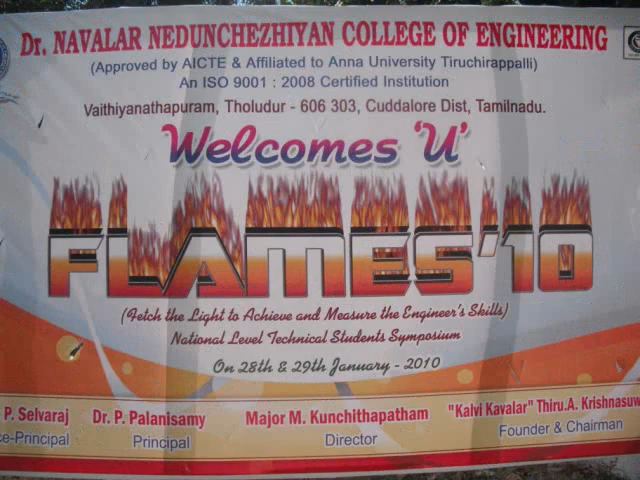 Dr. NAVALAR NEDUNCHEZHIYAN COLLEGE OF ENGINEERING
(Approved by AICTE & Affiliated to Anna University Tiruchirappalli)
An ISO 9001 : 2008 Certified Institution
Vaithiyanathapuram, Tholudur - 606 303, Cuddalore Dist, Tamilnadu.
Welcomes 'U'
FLAMES'10
(Fetch the Light to Achieve and Measure the Engineer's Skills)
National Level Technical Students Symposium
On 28th & 29th January - 2010
P. Selvaraj Dr. P. Palanisamy Major M. Kunchithapatham "Kalvi Kavalar" Thiru.A. Krishnasuw
ce-Principal Principal Director Founder & Chairman